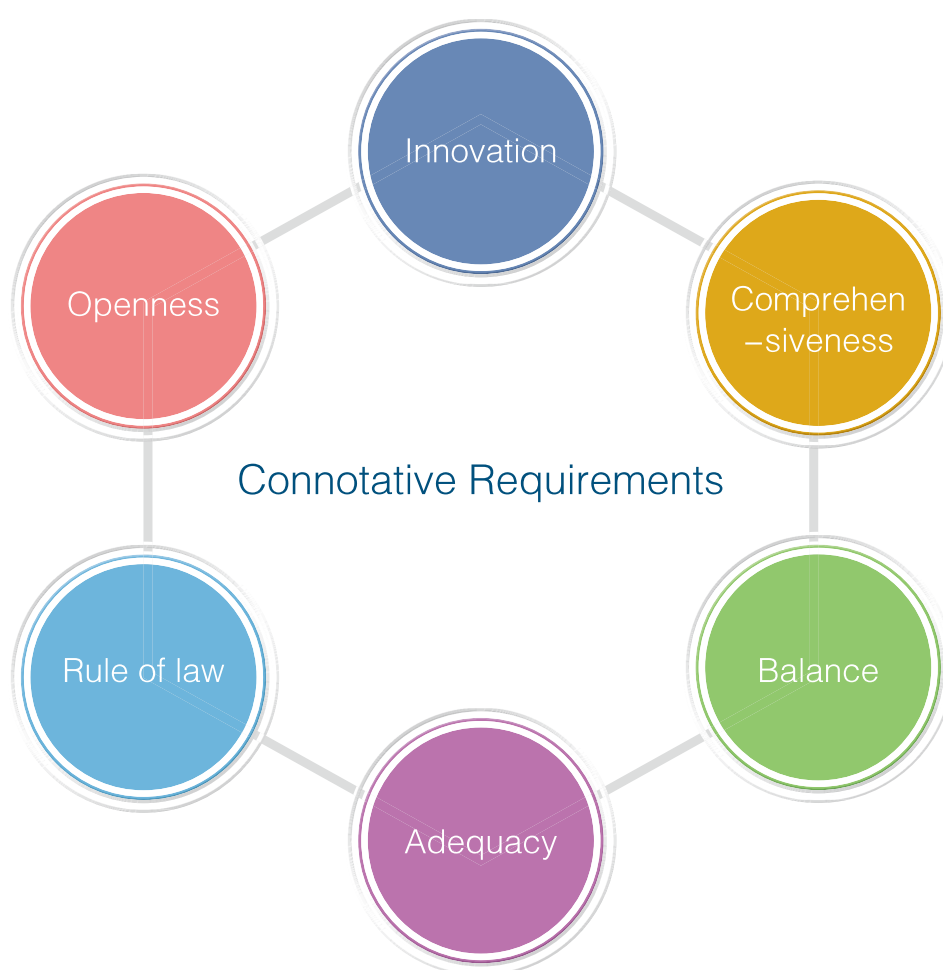 Innovation
Openness
Comprehen
–siveness
Connotative Requirements
Rule of law
Balance
Adequacy